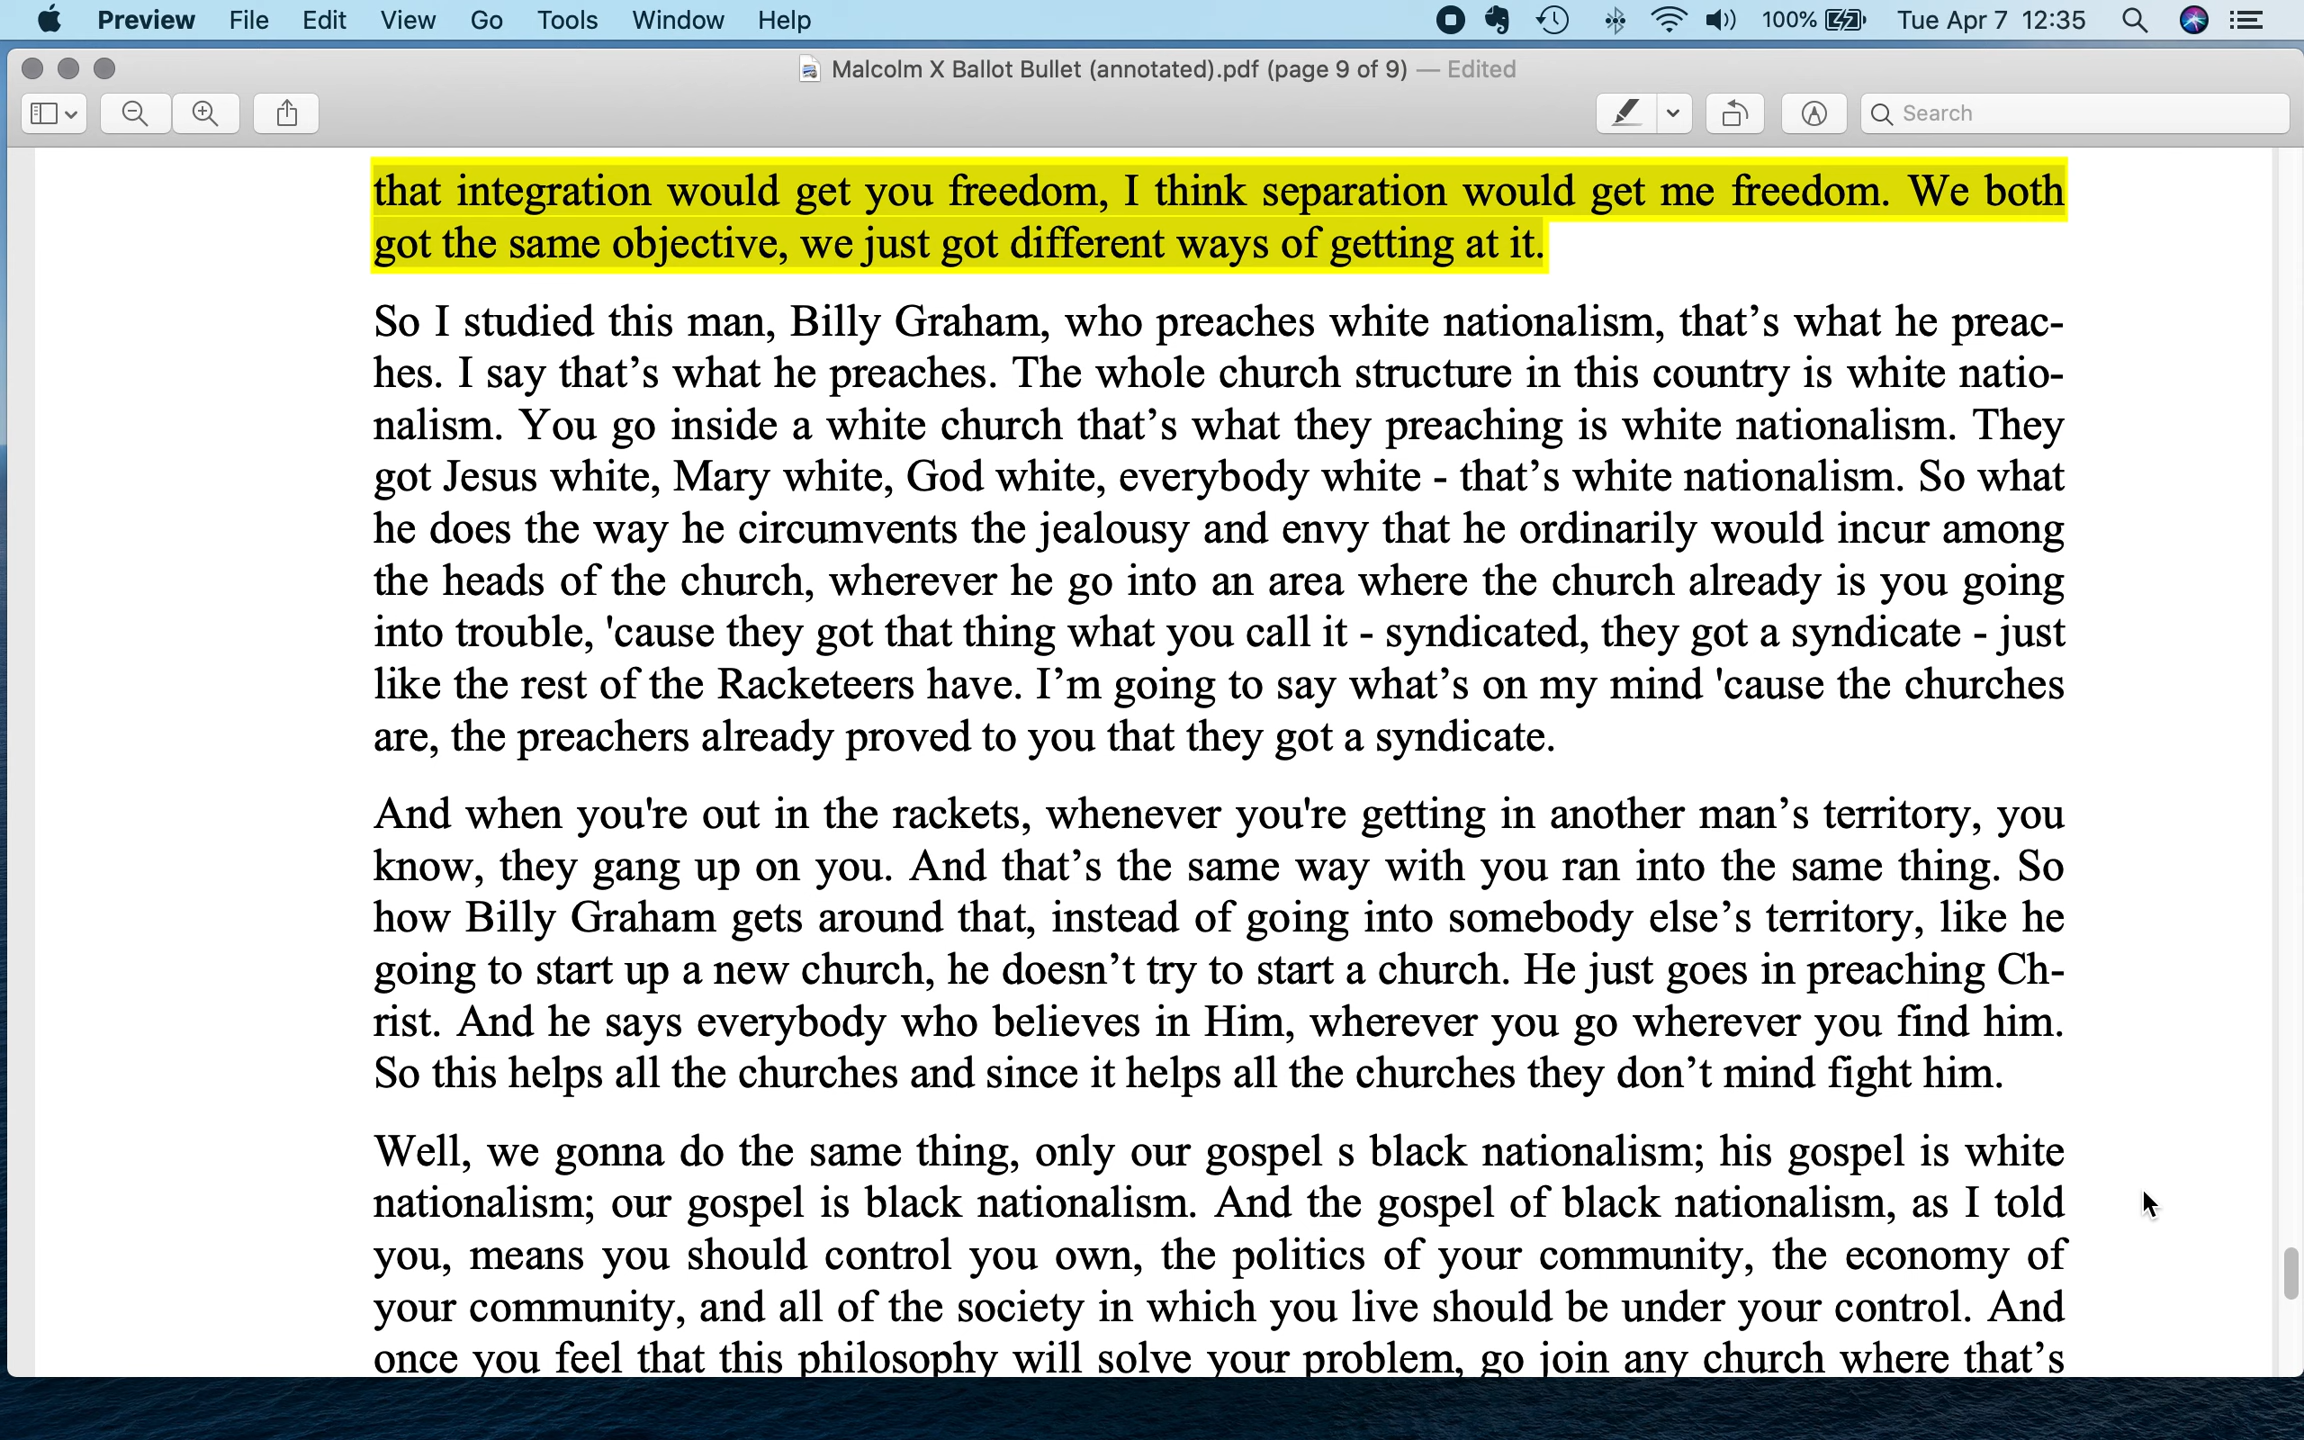 Preview File Edit View Go Tools Window Help 100% Tue Apr 7 12:35
Malcolm X Ballot Bullet (annotated).pdf (page 9 of 9) — Edited
Search
that integration would get you freedom, I think separation would get me freedom. We both
got the same objective, we just got different ways of getting at it.
So I studied this man, Billy Graham, who preaches white nationalism, that’s what he preac-
hes. I say that’s what he preaches. The whole church structure in this country is white natio-
nalism. You go inside a white church that’s what they preaching is white nationalism. They
got Jesus white, Mary white, God white, everybody white - that’s white nationalism. So what
he does the way he circumvents the jealousy and envy that he ordinarily would incur among
the heads of the church, wherever he go into an area where the church already is you going
into trouble, 'cause they got that thing what you call it - syndicated, they got a syndicate - just
like the rest of the Racketeers have. I’m going to say what’s on my mind 'cause the churches
are, the preachers already proved to you that they got a syndicate.
And when you're out in the rackets, whenever you're getting in another man’s territory, you
know, they gang up on you. And that’s the same way with you ran into the same thing. So
how Billy Graham gets around that, instead of going into somebody else’s territory, like he
going to start up a new church, he doesn’t try to start a church. He just goes in preaching Ch-
rist. And he says everybody who believes in Him, wherever you go wherever you find him.
So this helps all the churches and since it helps all the churches they don’t mind fight him.
Well, we gonna do the same thing, only our gospel s black nationalism; his gospel is white
nationalism; our gospel is black nationalism. And the gospel of black nationalism, as I told
you, means you should control you own, the politics of your community, the economy of
your community, and all of the society in which you live should be under your control. And
once you feel that this philosophy will solve your problem, go join any church where that’s